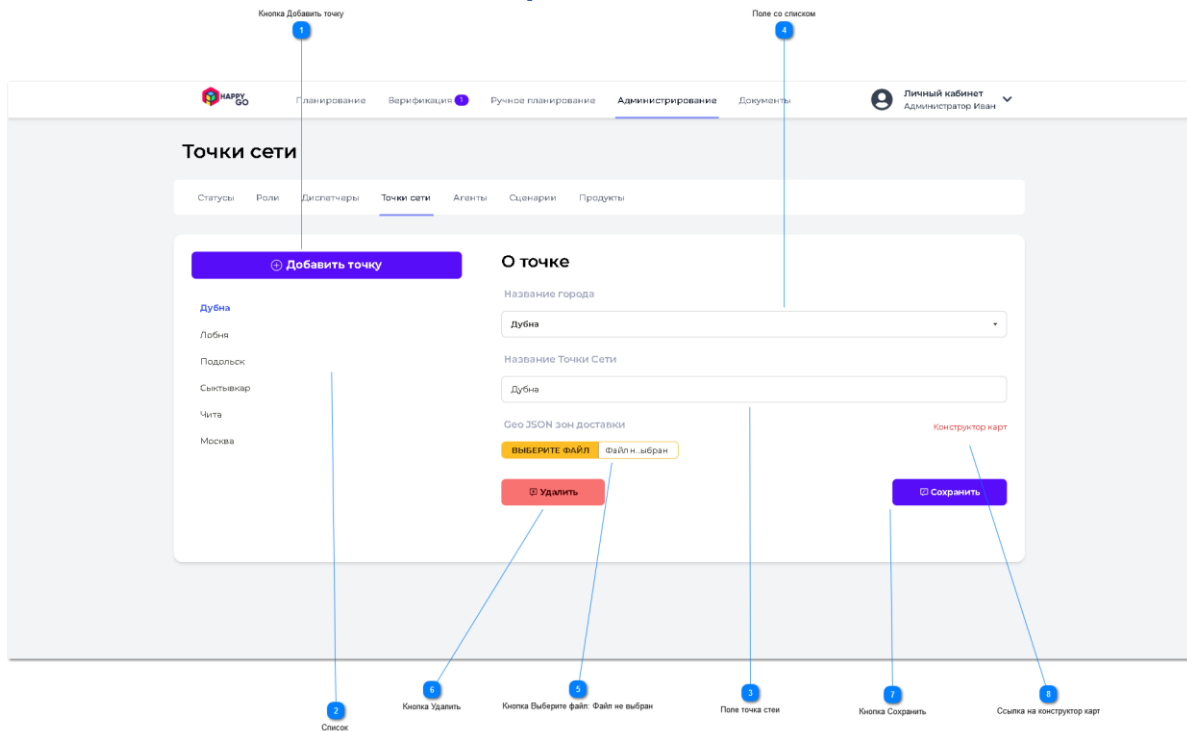 Кнопка Добавить точку
Поле со списком
1
4
HAPPY GO
Планирование
Верификация 1
Ручное планирование
Администрирование
Документы
Личный кабинет
Администратор Иван
Точки сети
Статусы
Роли
Диспетчеры
Точки сети
Агенты
Сценарии
Продукты
Добавить точку
Дубна
Лобня
Подольск
Сыктывкар
Чита
Москва
О точке
Название города
Дубна
Название Точки Сети
Дубна
Geo JSON зон доставки
Конструктор карт
ВЫБЕРИТЕ ФАЙЛ
Файл н...ыбран
Удалить
Сохранить
6
Кнопка Удалить
5
Кнопка Выберите файл: Файл не выбран
3
Поле точка стеи
7
Кнопка Сохранить
8
Ссылка на конструктор карт
2
Список